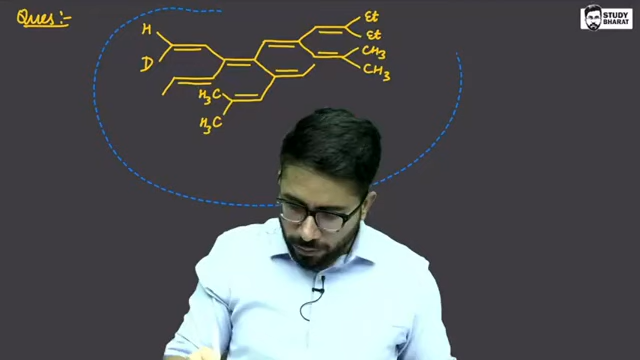 Ques:-
STUDY
BHARAT
H
Et
Et
D
CH3
H3C
CH3
H3C